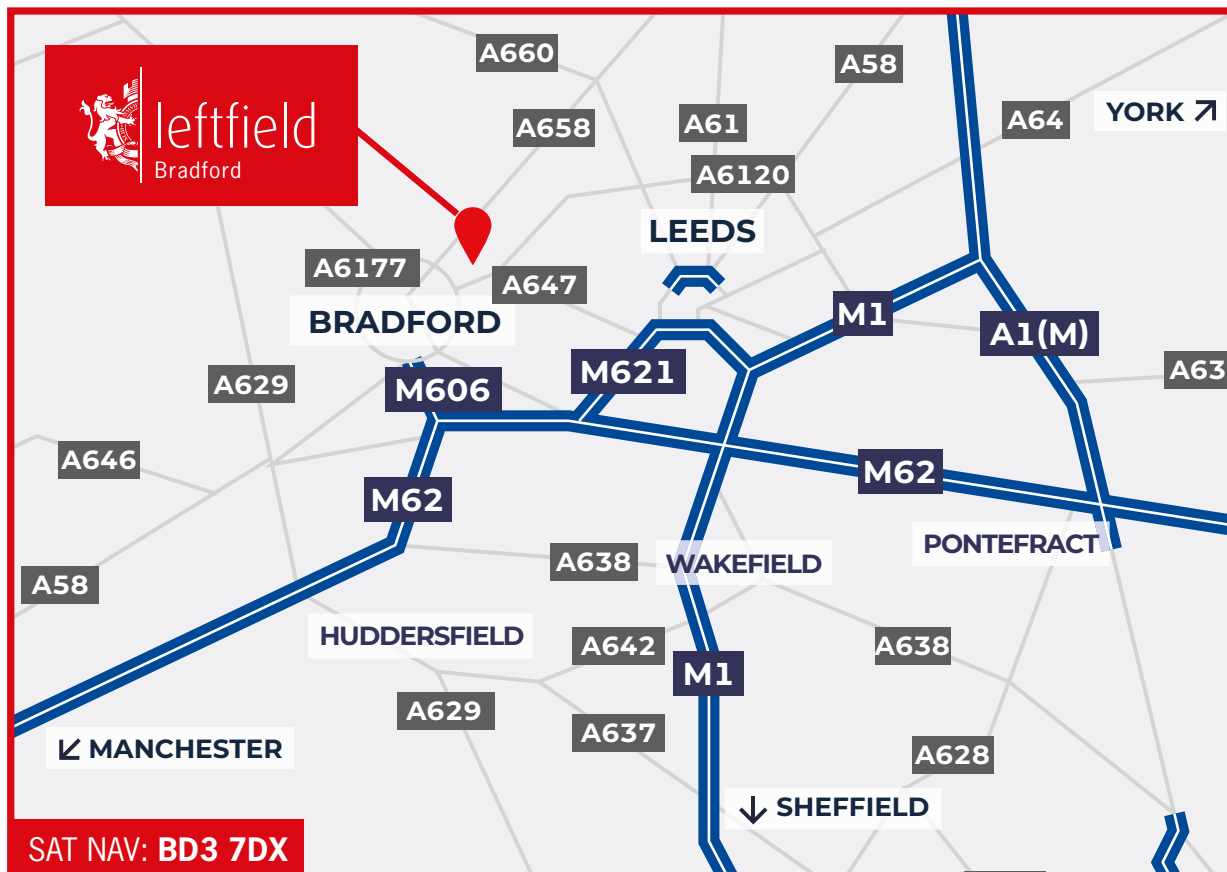 leftfield
Bradford
A660
A58
YORK
A658
A61
A64
A6120
LEEDS
A6177
A647
BRADFORD
M1
A1(M)
A629
M606
M621
A63
A646
M62
M62
PONTEFRACT
A58
A638
WAKEFIELD
HUDDERSFIELD
A642
A638
M1
A629
A637
MANCHESTER
A628
SHEFFIELD
SAT NAV: BD3 7DX